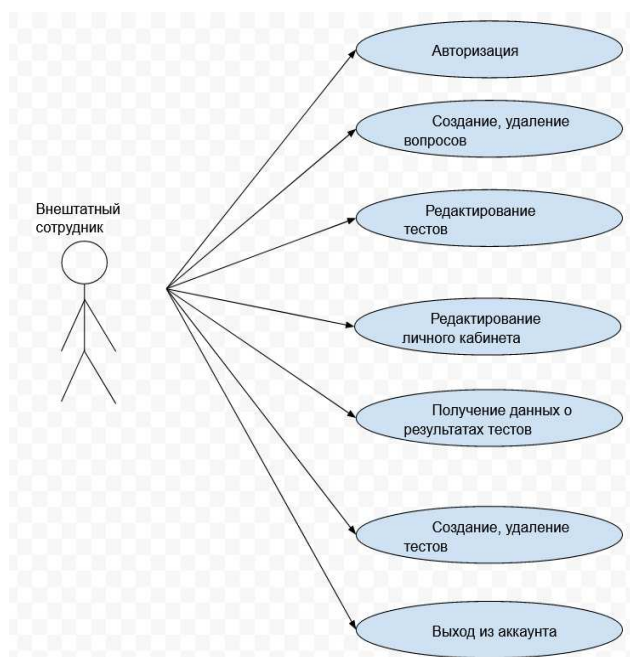 Авторизация
Создание, удаление
вопросов
Внештатный
сотрудник
Редактирование
тестов
Редактирование
личного кабинета
Получение данных о
результатах тестов
Создание, удаление
тестов
Выход из аккаунта